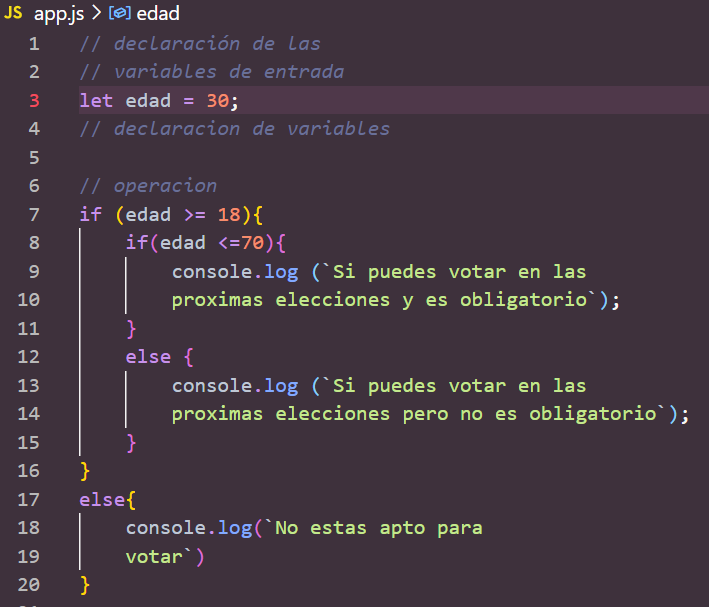 JS app.js > edad
1 // declaración de las
2 // variables de entrada
3 let edad = 30;
4 // declaracion de variables
5
6 // operacion
7 if (edad >= 18){
8 if(edad <=70){
9 console.log (`Si puedes votar en las
10 proximas elecciones y es obligatorio`);
11 }
12 else {
13 console.log (`Si puedes votar en las
14 proximas elecciones pero no es obligatorio`);
15 }
16 }
17 else{
18 console.log(`No estas apto para
19 votar`)
20 }